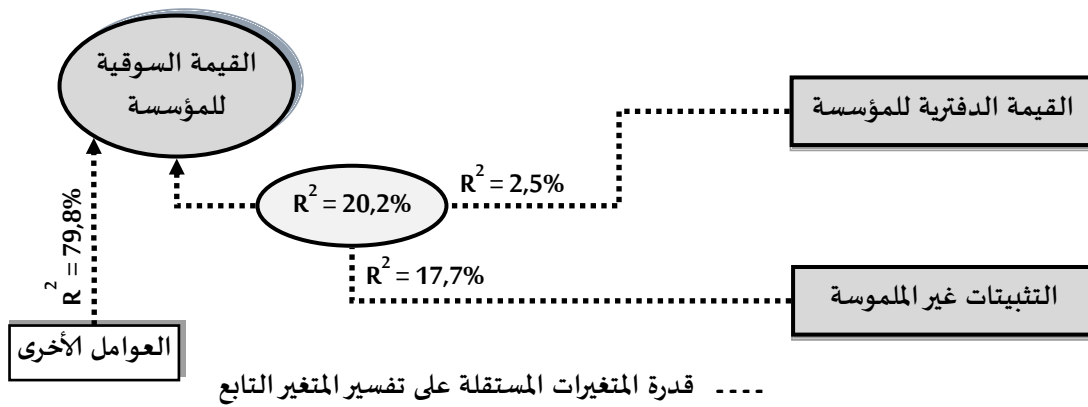 القيمة السوقية
للمؤسسة
القيمة الدفترية للمؤسسة
R² = 2,5%
R² = 20,2%
R² = 79,8%
R² = 17,7%
التثبيتات غير الملموسة
العوامل الأخرى
---- قدرة المتغيرات المستقلة على تفسير المتغير التابع